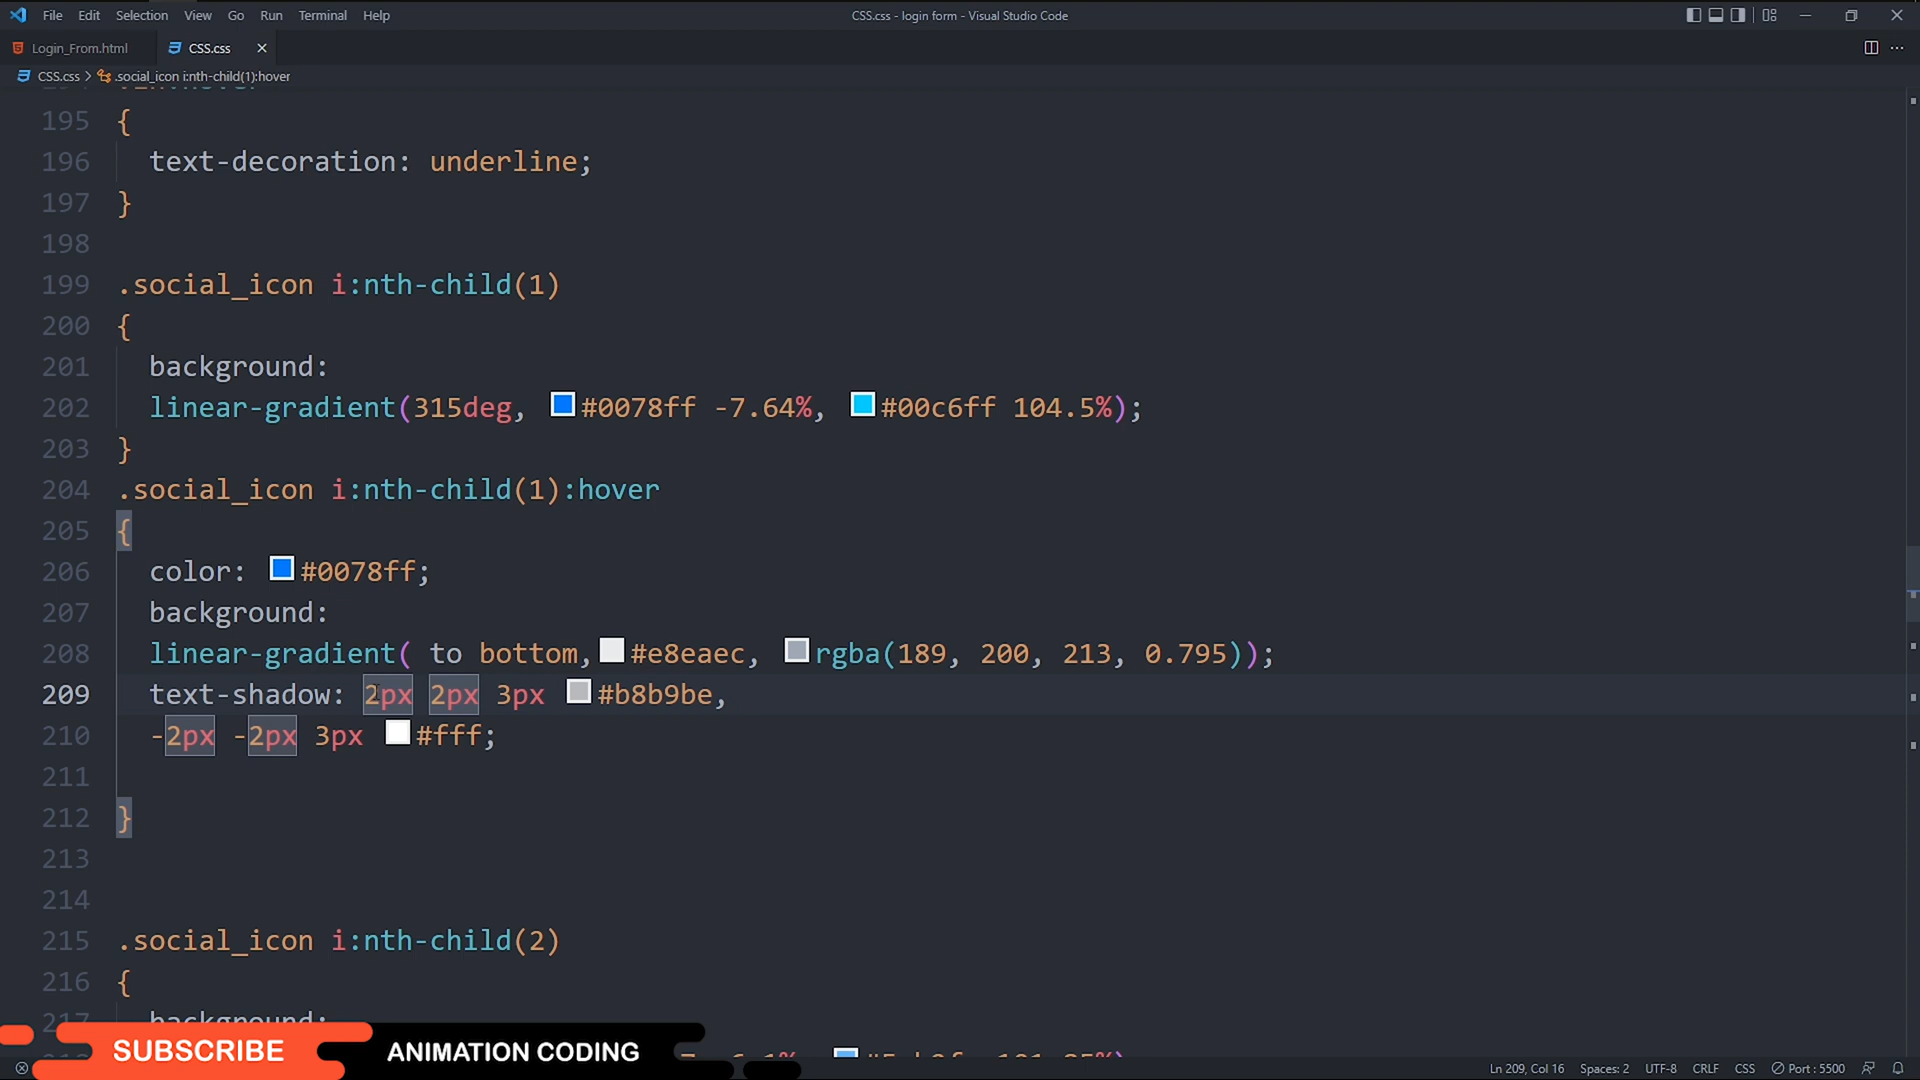 File Edit Selection View Go Run Terminal Help
CSS.css - login form - Visual Studio Code
Login_From.html
CSS.css
CSS.css > .social_icon i:nth-child(1):hover
195 {
196 text-decoration: underline;
197 }
198
199 .social_icon i:nth-child(1)
200 {
201 background:
202 linear-gradient(315deg, #0078ff -7.64%, #00c6ff 104.5%);
203 }
204 .social_icon i:nth-child(1):hover
205 {
206 color: #0078ff;
207 background:
208 linear-gradient( to bottom, #e8eaec, rgba(189, 200, 213, 0.795));
209 text-shadow: 2px 2px 3px #b8b9be,
210 -2px -2px 3px #fff;
211
212 }
213
214
215 .social_icon i:nth-child(2)
216 {
217 background:
SUBSCRIBE
ANIMATION CODING
Ln 209, Col 16 Spaces: 2 UTF-8 CRLF CSS Port : 5500